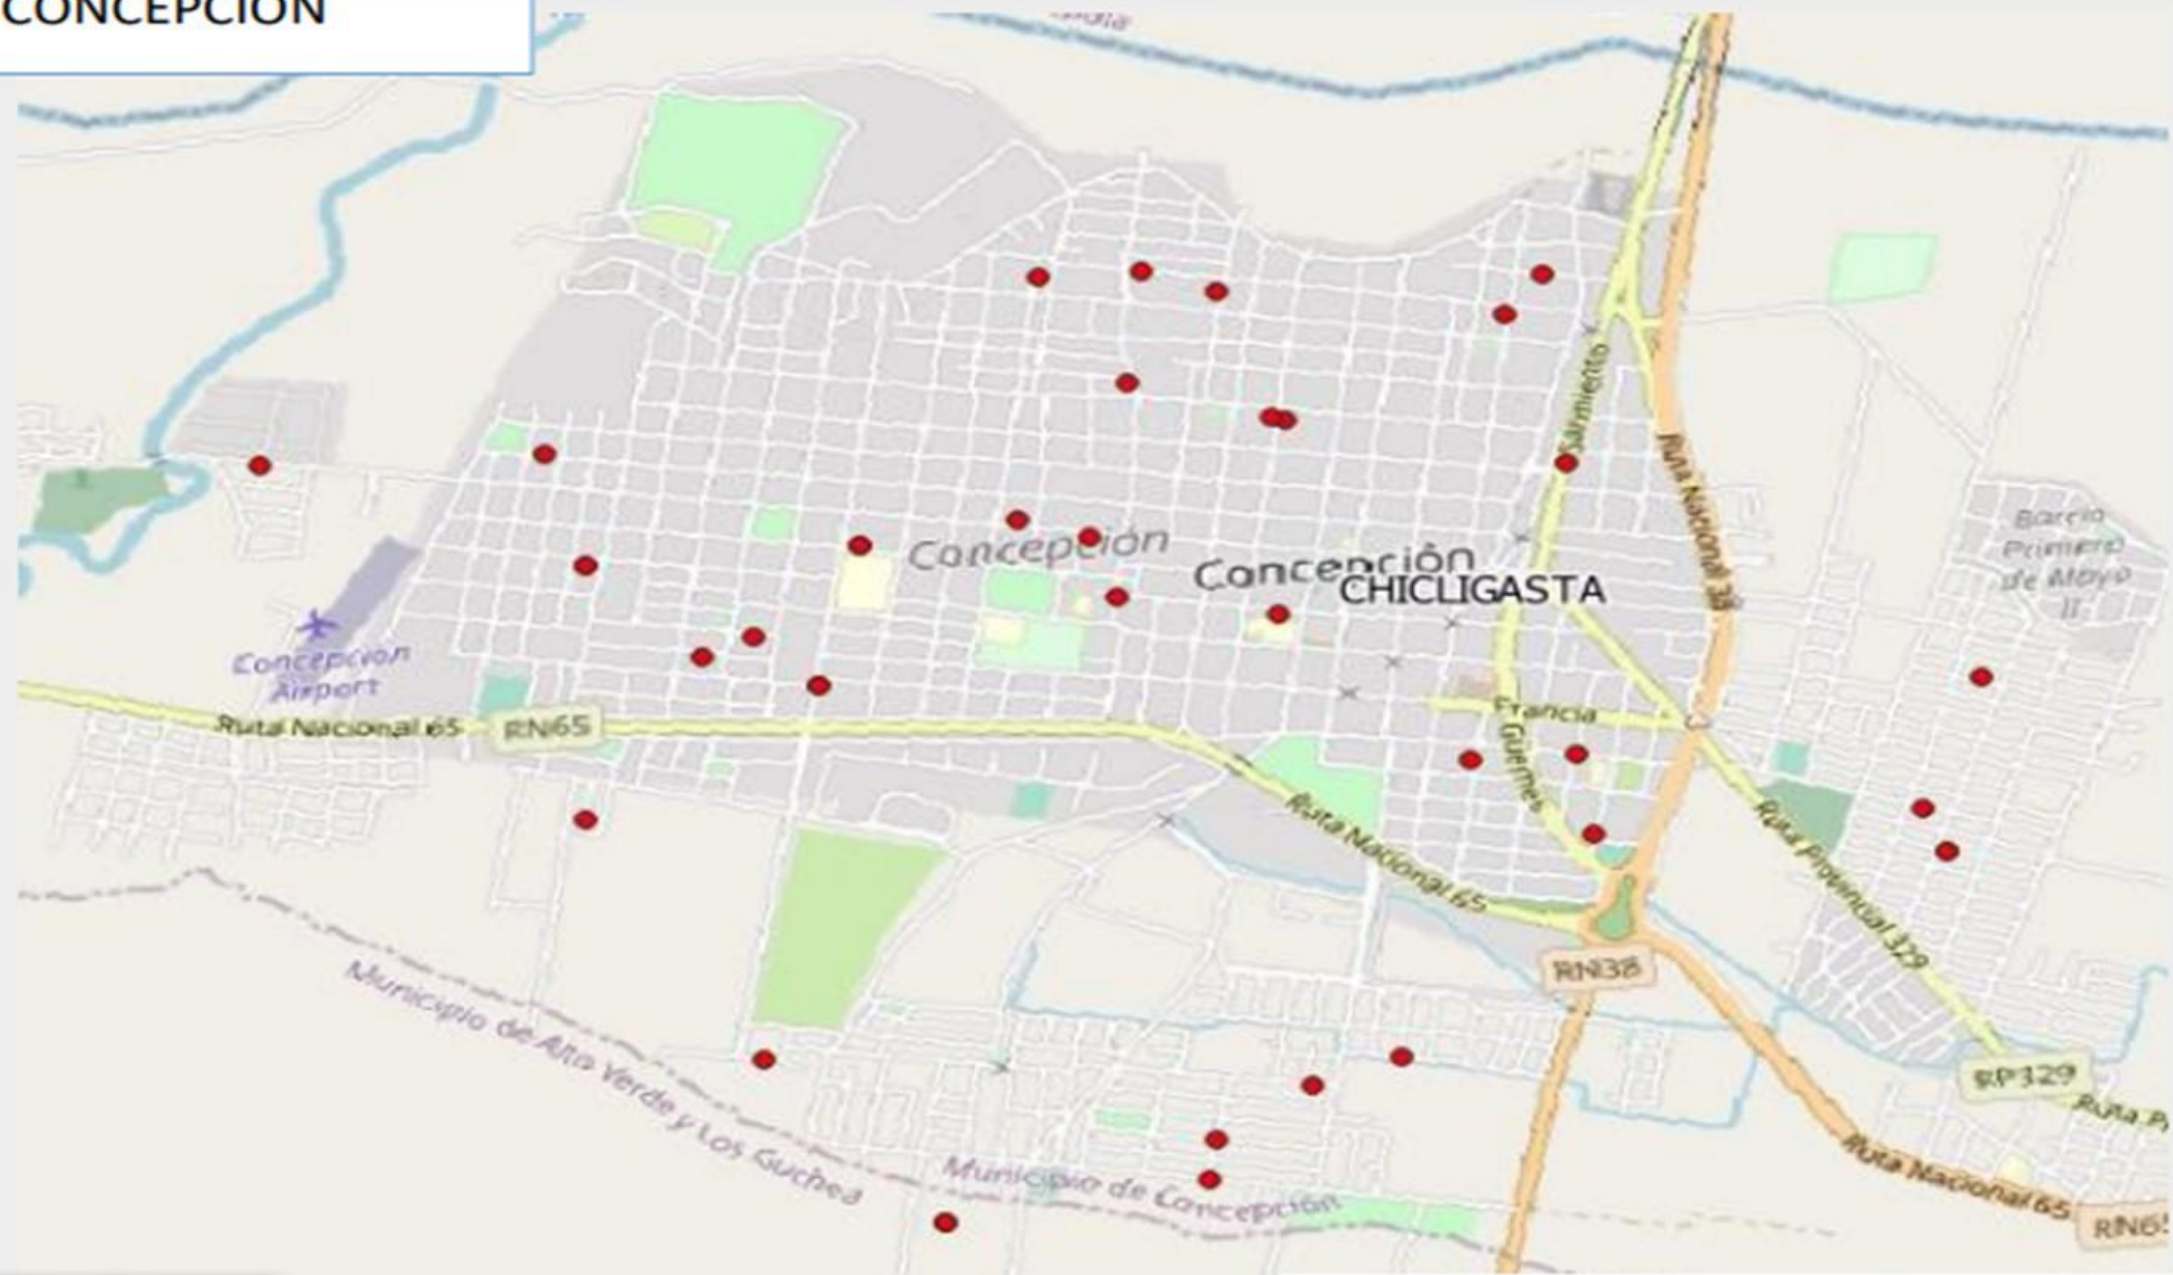 CONCEPCIÓN
Sarmiento
Ruta Nacional 38
Barrio
Primero
de Mayo
II
Concepción
Concepción
CHICLIGASTA
Concepcion
Airport
Ruta Nacional 65
RN65
Francia
Güemes
Ruta Nacional 65
Ruta Provincial 329
RN38
Municipio de Alto Verde y Los Guchea
RP329
Ruta P
Municipio de Concepción
Ruta Nacional 65
RN65